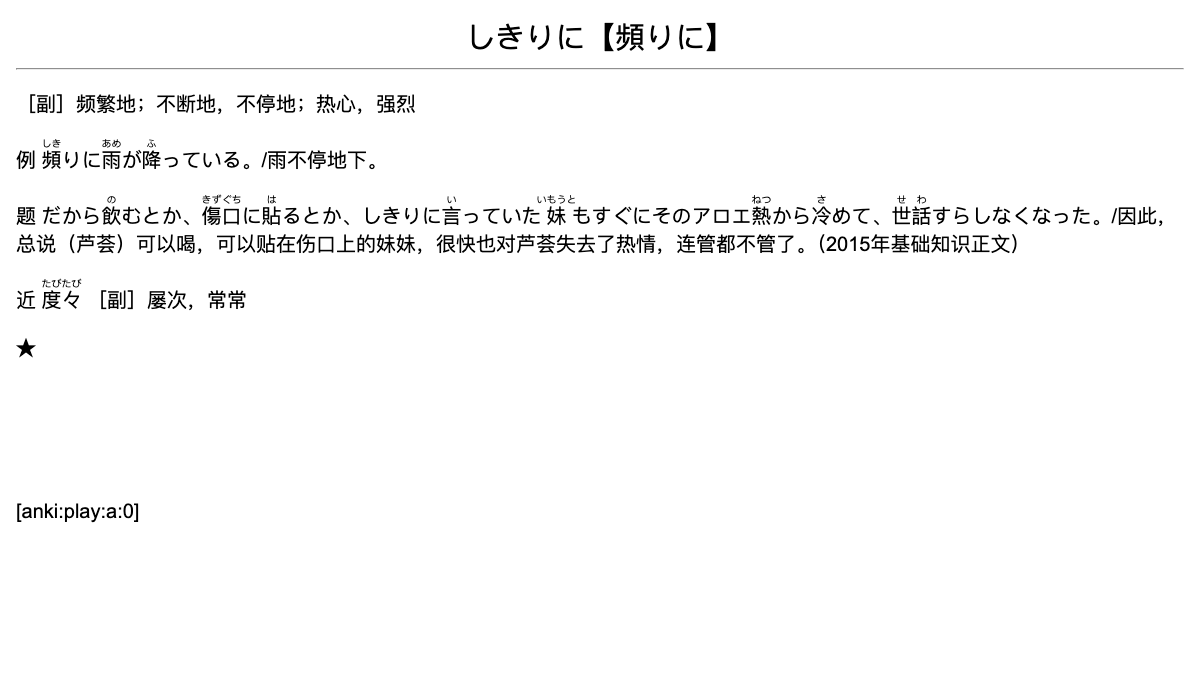 しきりに【頻りに】
［副］频繁地；不断地，不停地；热心，强烈
例 頻りに雨が降っている。/雨不停地下。
しき あめ ふ
题 だから飲むとか、傷口に貼るとか、しきりに言っていた妹もすぐにそのアロエ熱から冷めて、世話すらしなくなった。/因此，
の きずぐち は い いもうと ねつ さ せ わ
总说（芦荟）可以喝，可以贴在伤口上的妹妹，很快也对芦荟失去了热情，连管都不管了。（2015年基础知识正文）
近 度々 ［副］屡次，常常
たびたび
★
[anki:play:a:0]